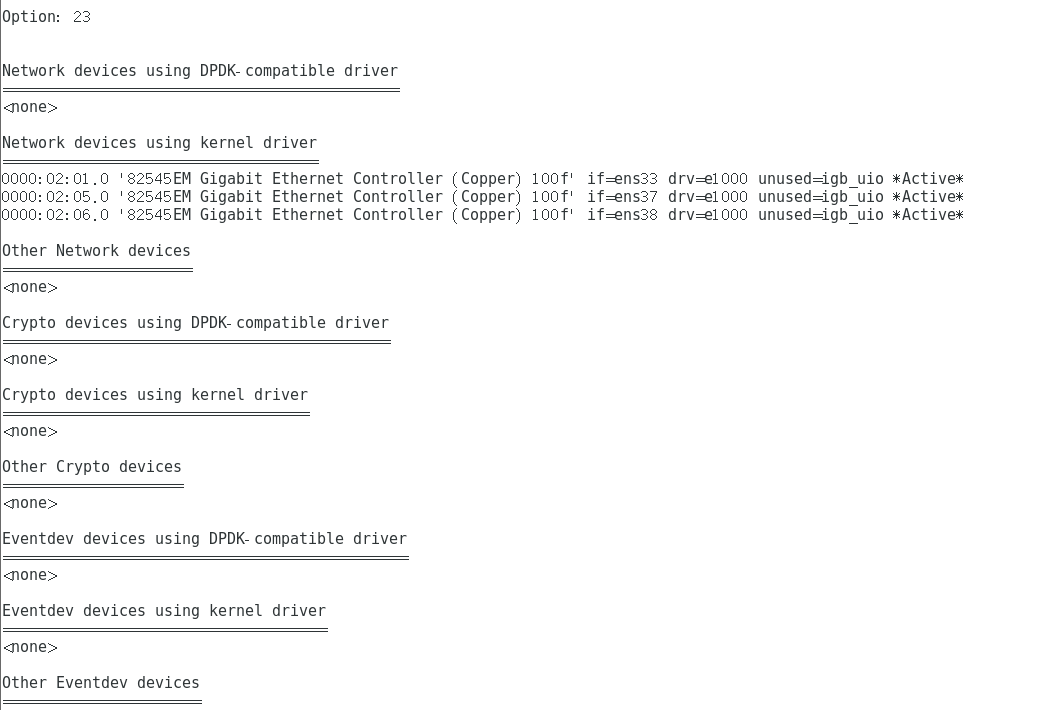 Option: 23
Network devices using DPDK-compatible driver
============================================
<none>
Network devices using kernel driver
===================================
0000:02:01.0 '82545EM Gigabit Ethernet Controller (Copper) 100f' if=ens33 drv=e1000 unused=igb_uio *Active*
0000:02:05.0 '82545EM Gigabit Ethernet Controller (Copper) 100f' if=ens37 drv=e1000 unused=igb_uio *Active*
0000:02:06.0 '82545EM Gigabit Ethernet Controller (Copper) 100f' if=ens38 drv=e1000 unused=igb_uio *Active*
Other Network devices
=====================
<none>
Crypto devices using DPDK-compatible driver
===========================================
<none>
Crypto devices using kernel driver
==================================
<none>
Other Crypto devices
====================
<none>
Eventdev devices using DPDK-compatible driver
=============================================
<none>
Eventdev devices using kernel driver
====================================
<none>
Other Eventdev devices
======================